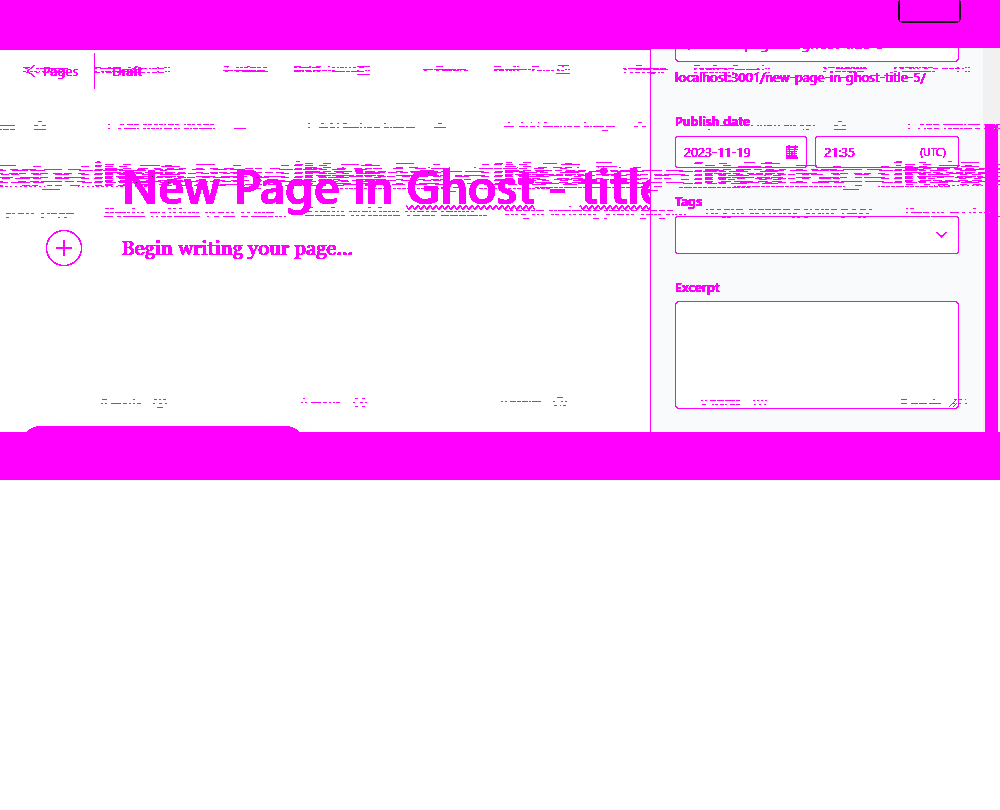 Pages
Draft
localhost:3001/new-page-in-ghost-title-5/
Publish date
2023-11-19
21:35
(UTC)
New Page in Ghost - title
Tags
Begin writing your page...
Excerpt